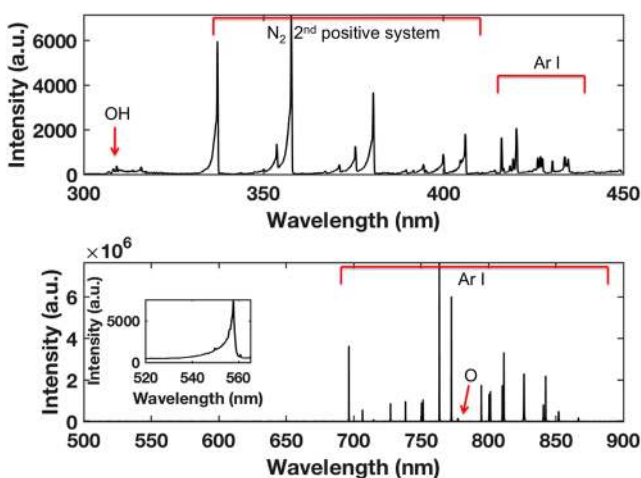 N2 2nd positive system
Ar I
OH
6000
4000
2000
0
Intensity (a.u.)
300
350
400
450
Wavelength (nm)
×10^6
Ar I
6
4
2
0
Intensity (a.u.)
5000
0
Intensity (a.u.)
520
540
560
Wavelength (nm)
O
500
550
600
650
700
750
800
850
900
Wavelength (nm)